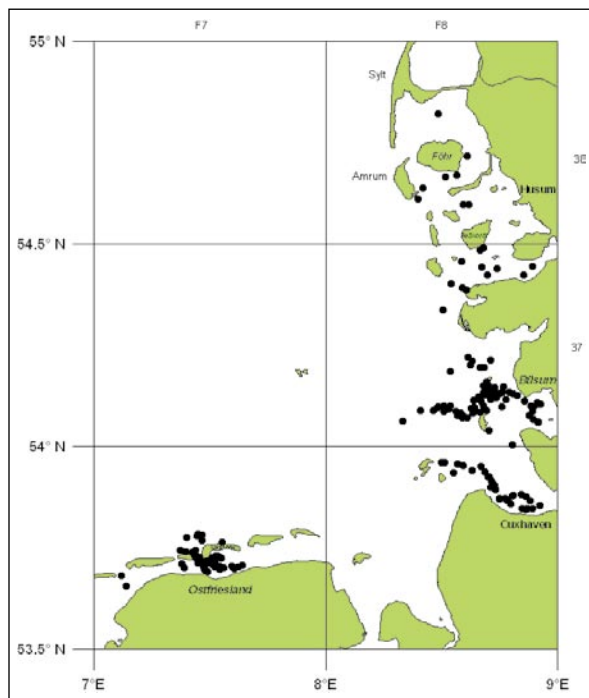 F7 F8
55° N
Sylt
38
Föhr
Amrum
Husum
54.5° N
37
Büsum
54° N
Cuxhaven
Ostfriesland
53.5° N
7°E 8°E 9°E